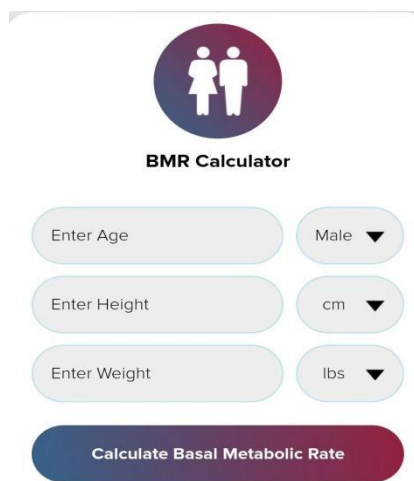 BMR Calculator
Enter Age Male
Enter Height cm
Enter Weight lbs
Calculate Basal Metabolic Rate